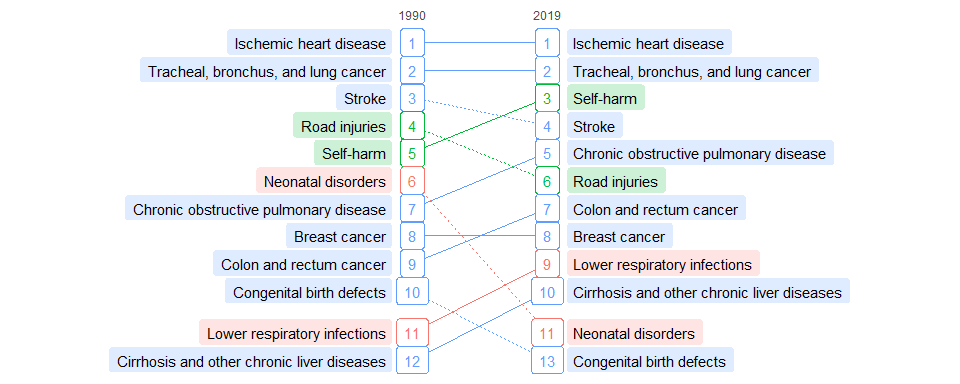 1990 2019
Ischemic heart disease 1 1 Ischemic heart disease
Tracheal, bronchus, and lung cancer 2 2 Tracheal, bronchus, and lung cancer
Stroke 3 3 Self-harm
Road injuries 4 4 Stroke
Self-harm 5 5 Chronic obstructive pulmonary disease
Neonatal disorders 6 6 Road injuries
Chronic obstructive pulmonary disease 7 7 Colon and rectum cancer
Breast cancer 8 8 Breast cancer
Colon and rectum cancer 9 9 Lower respiratory infections
Congenital birth defects 10 10 Cirrhosis and other chronic liver diseases
Lower respiratory infections 11 11 Neonatal disorders
Cirrhosis and other chronic liver diseases 12 13 Congenital birth defects